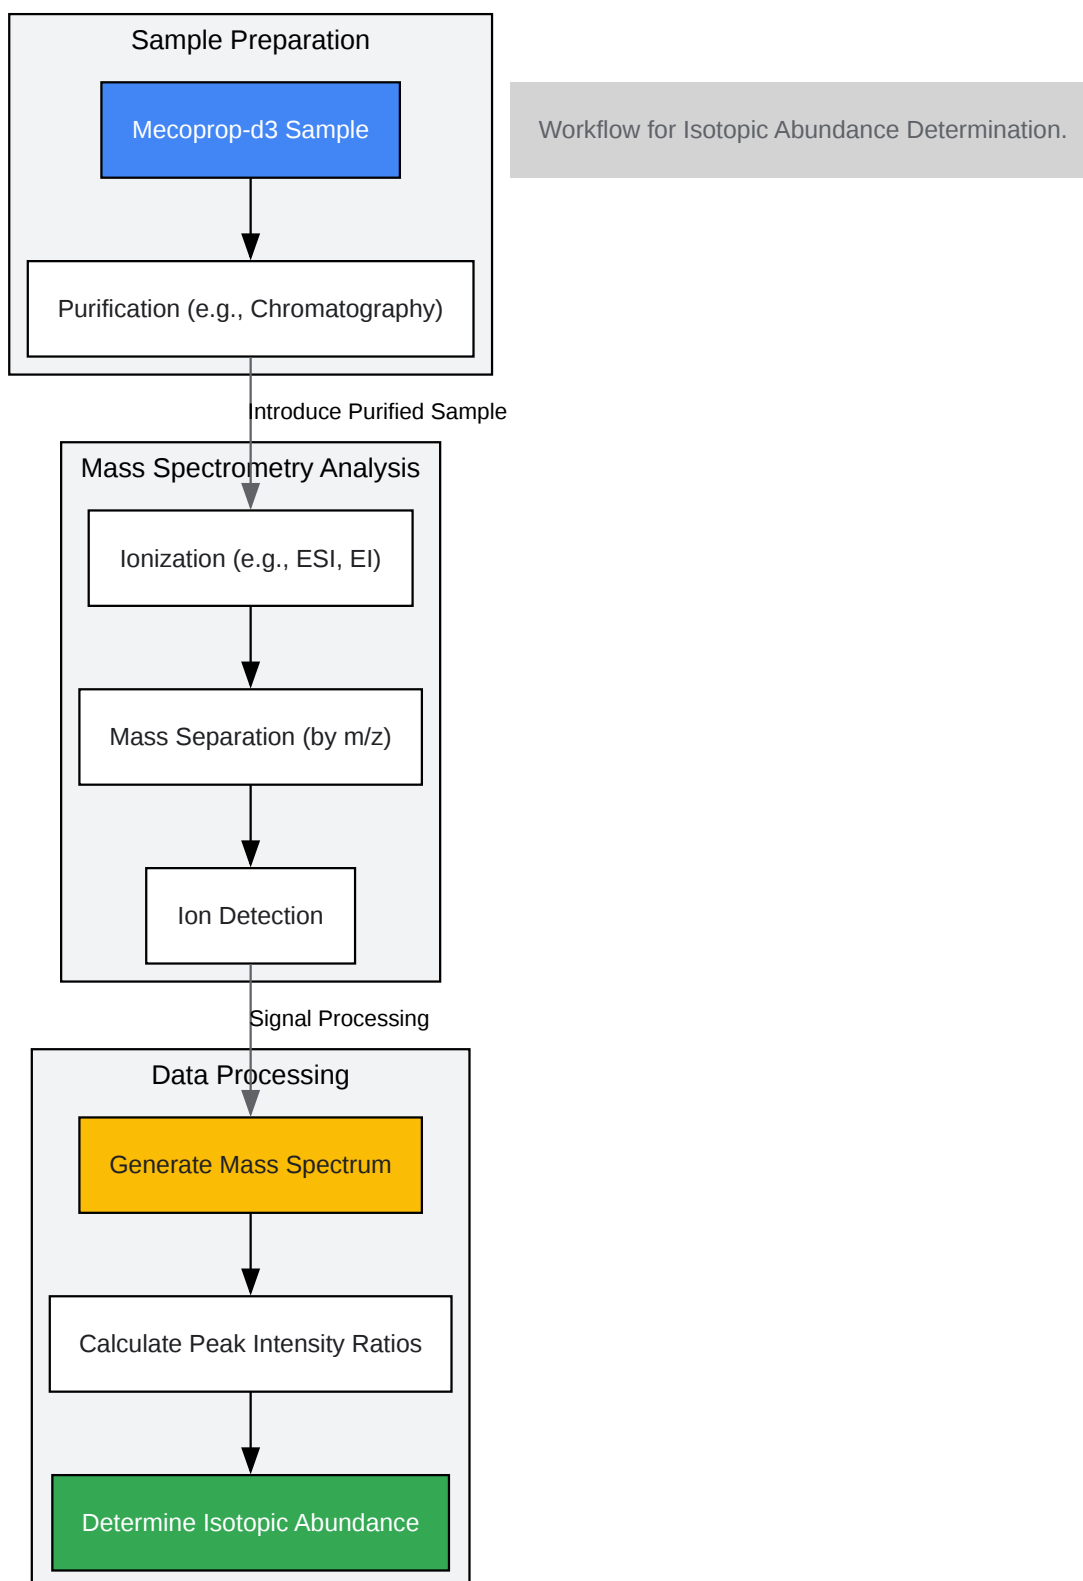 Sample Preparation
Mecoprop-d3 Sample
Workflow for Isotopic Abundance Determination.
Purification (e.g., Chromatography)
Introduce Purified Sample
Mass Spectrometry Analysis
Ionization (e.g., ESI, EI)
Mass Separation (by m/z)
Ion Detection
Signal Processing
Data Processing
Generate Mass Spectrum
Calculate Peak Intensity Ratios
Determine Isotopic Abundance